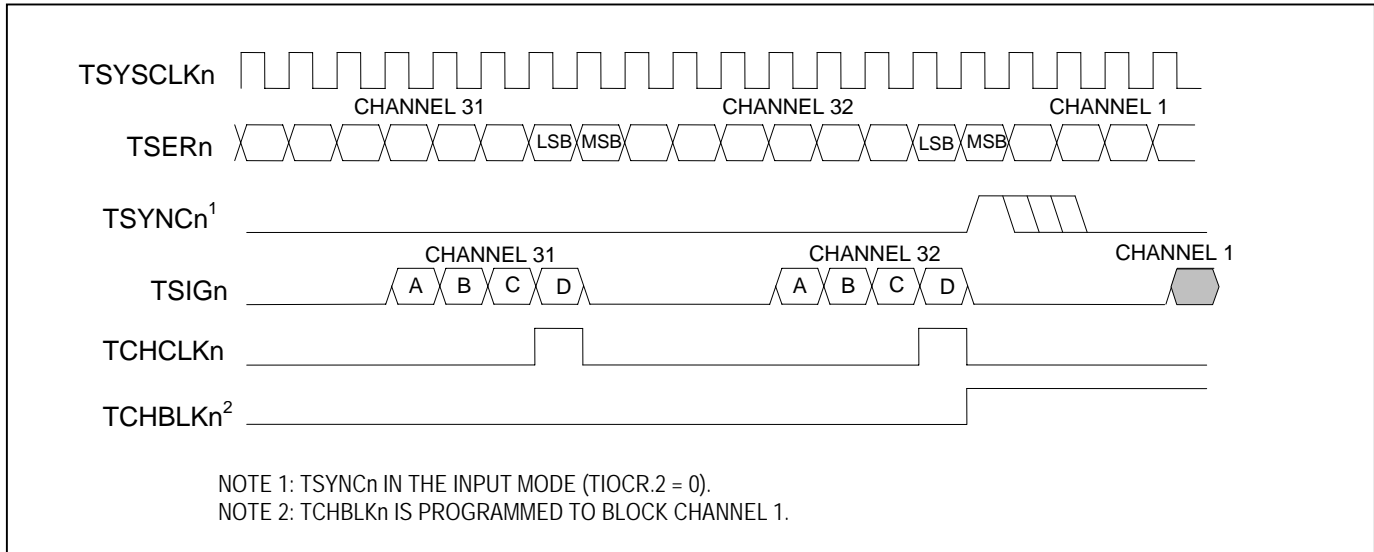 TSYSCLKn
CHANNEL 31 CHANNEL 32 CHANNEL 1
TSERn LSB MSB LSB MSB
TSYNCn1
CHANNEL 31 CHANNEL 32 CHANNEL 1
TSIGn A B C D A B C D
TCHCLKn
TCHBLKn2
NOTE 1: TSYNCn IN THE INPUT MODE (TIOCR.2 = 0).
NOTE 2: TCHBLKn IS PROGRAMMED TO BLOCK CHANNEL 1.